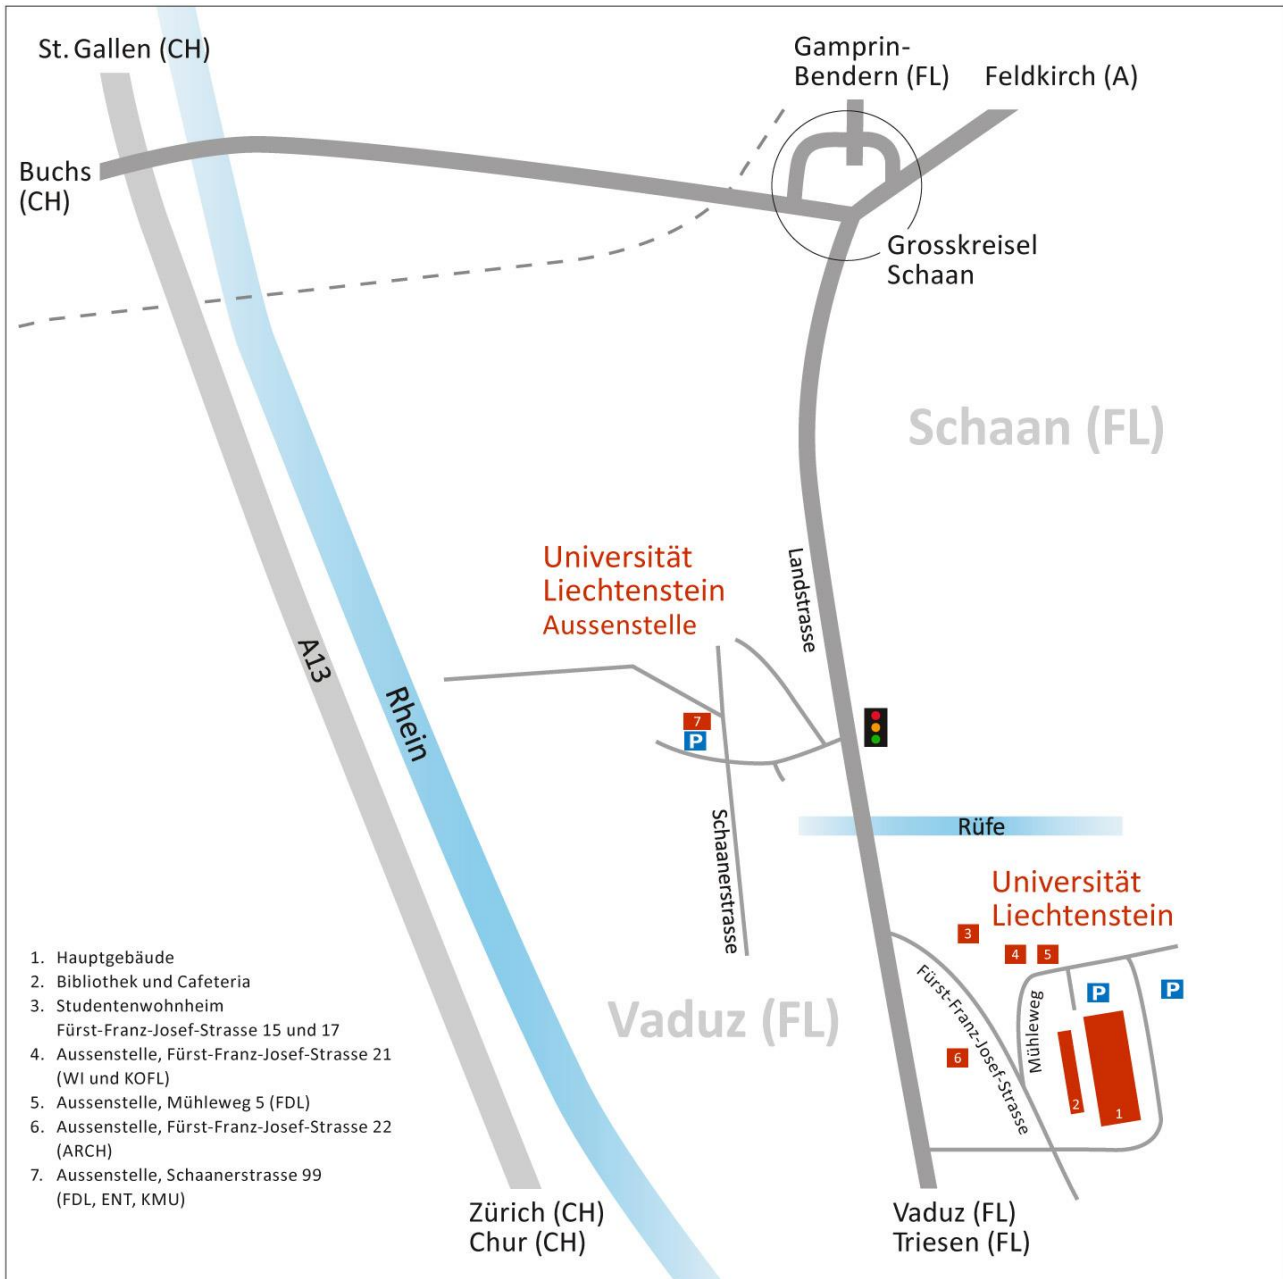 St. Gallen (CH)
Gamprin-
Bendern (FL)
Feldkirch (A)
Buchs
(CH)
Grosskreisel
Schaan
Schaan (FL)
Universität
Liechtenstein
Aussenstelle
Landstrasse
A13
Rhein
7
P
Schaanerstrasse
Rüfe
Universität
Liechtenstein
3
4
5
P
P
Fürst-Franz-Josef-Strasse
Mühleweg
6
2
1
Vaduz (FL)
1. Hauptgebäude
2. Bibliothek und Cafeteria
3. Studentenwohnheim
Fürst-Franz-Josef-Strasse 15 und 17
4. Aussenstelle, Fürst-Franz-Josef-Strasse 21
(WI und KOFL)
5. Aussenstelle, Mühleweg 5 (FDL)
6. Aussenstelle, Fürst-Franz-Josef-Strasse 22
(ARCH)
7. Aussenstelle, Schaanerstrasse 99
(FDL, ENT, KMU)
Zürich (CH)
Chur (CH)
Vaduz (FL)
Triesen (FL)